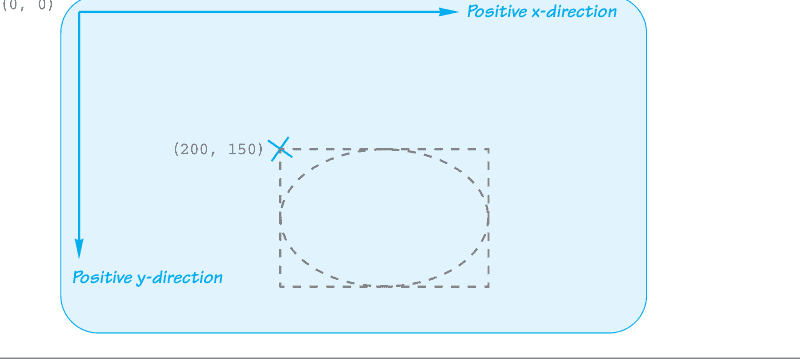 (0, 0)
Positive x-direction
(200, 150)
Positive y-direction